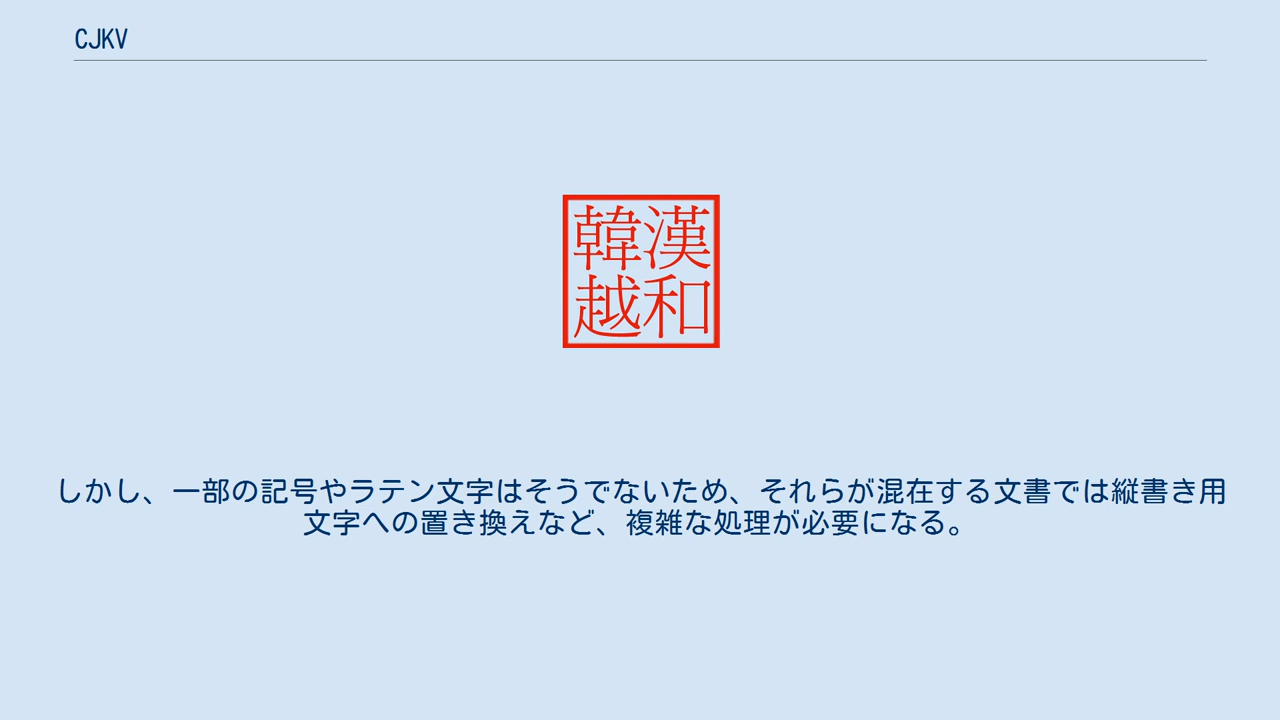 CJKV
漢和
韓越
しかし、一部の記号やラテン文字はそうでないため、それらが混在する文書では縦書き用
文字への置き換えなど、複雑な処理が必要になる。